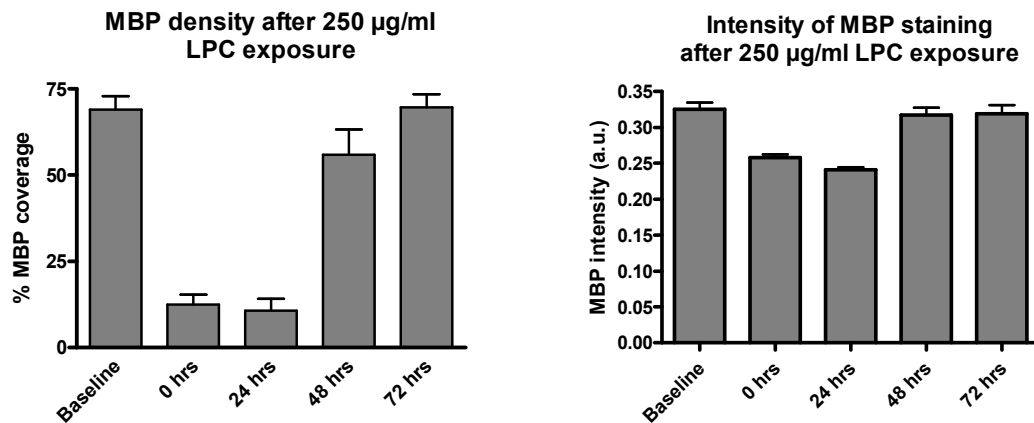 MBP density after 250 µg/ml
LPC exposure
75
50
25
0
% MBP coverage
Baseline
0 hrs
24 hrs
48 hrs
72 hrs
Intensity of MBP staining
after 250 µg/ml LPC exposure
0.35
0.30
0.25
0.20
0.15
0.10
0.05
0.00
MBP intensity (a.u.)
Baseline
0 hrs
24 hrs
48 hrs
72 hrs